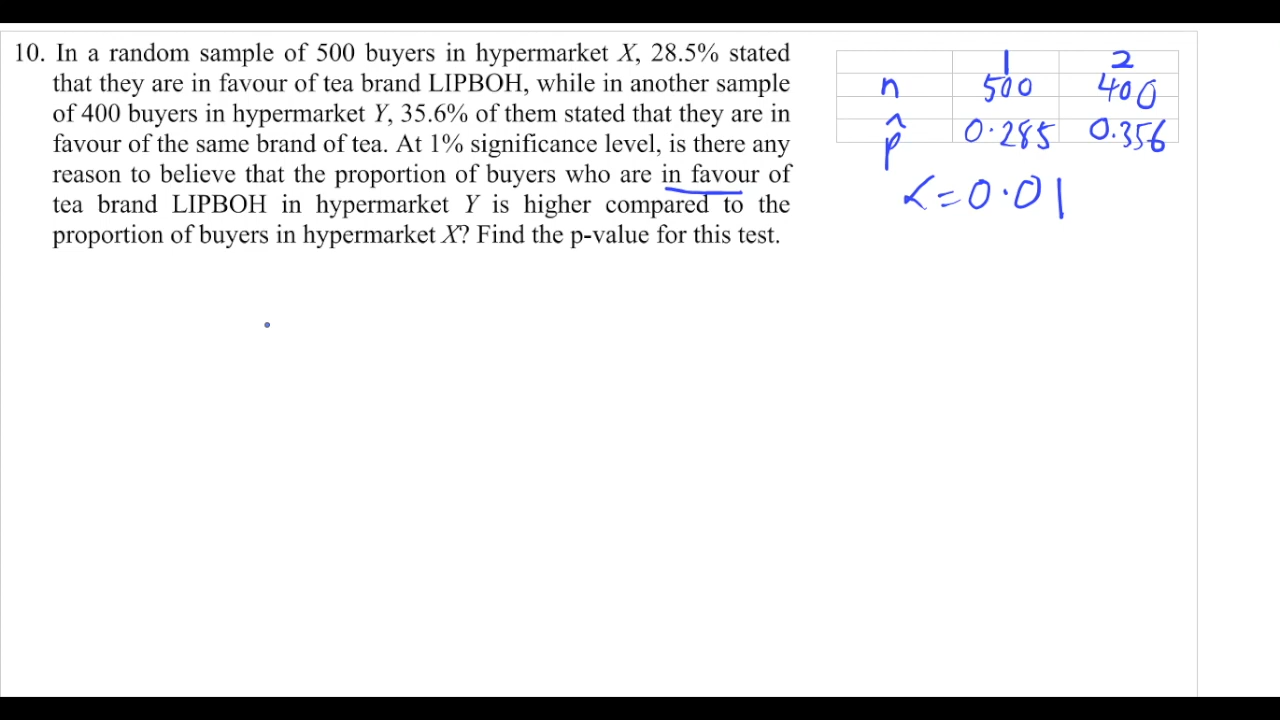 10. In a random sample of 500 buyers in hypermarket X, 28.5% stated
that they are in favour of tea brand LIPBOH, while in another sample
of 400 buyers in hypermarket Y, 35.6% of them stated that they are in
favour of the same brand of tea. At 1% significance level, is there any
reason to believe that the proportion of buyers who are in favour of
tea brand LIPBOH in hypermarket Y is higher compared to the
proportion of buyers in hypermarket X? Find the p-value for this test.
1 2
n 500 400
p̂ 0.285 0.356
α = 0.01